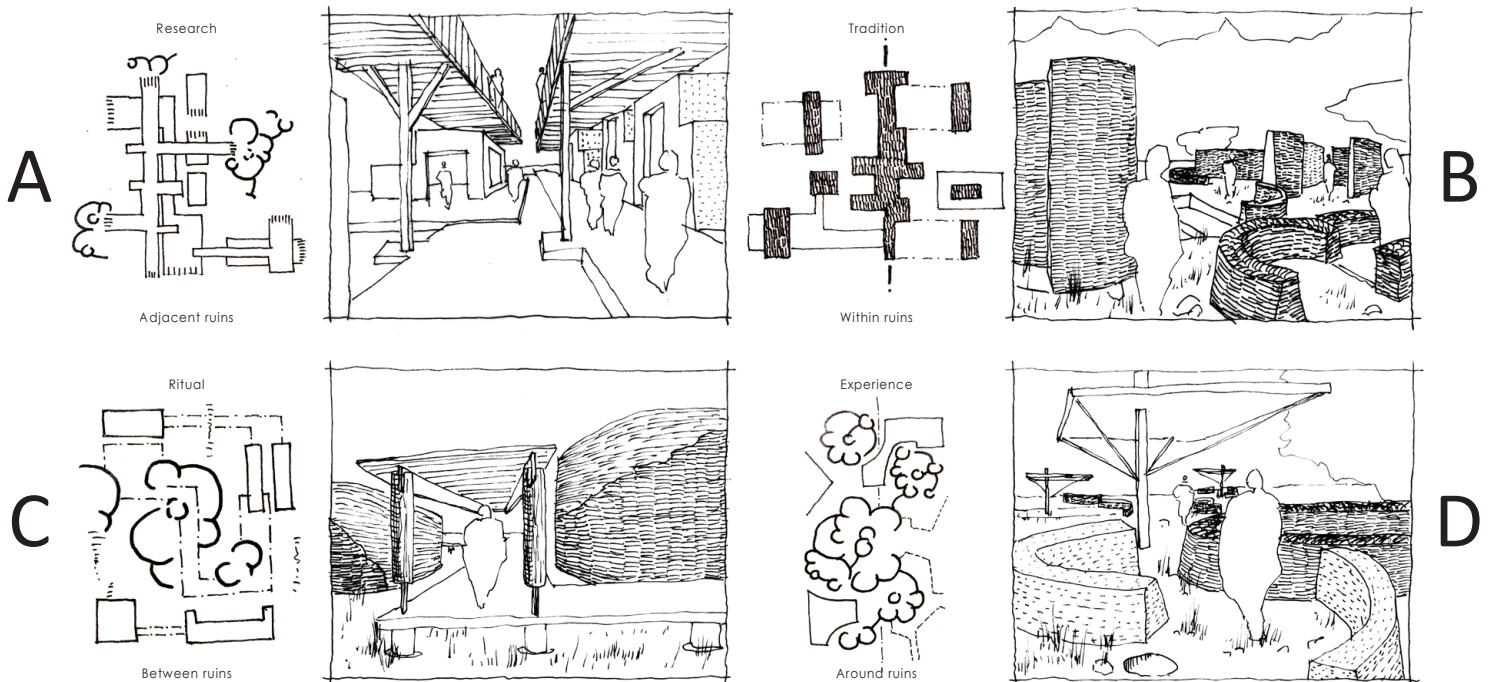 Research
Tradition
A
B
Adjacent ruins
Within ruins
Ritual
Experience
C
D
Between ruins
Around ruins